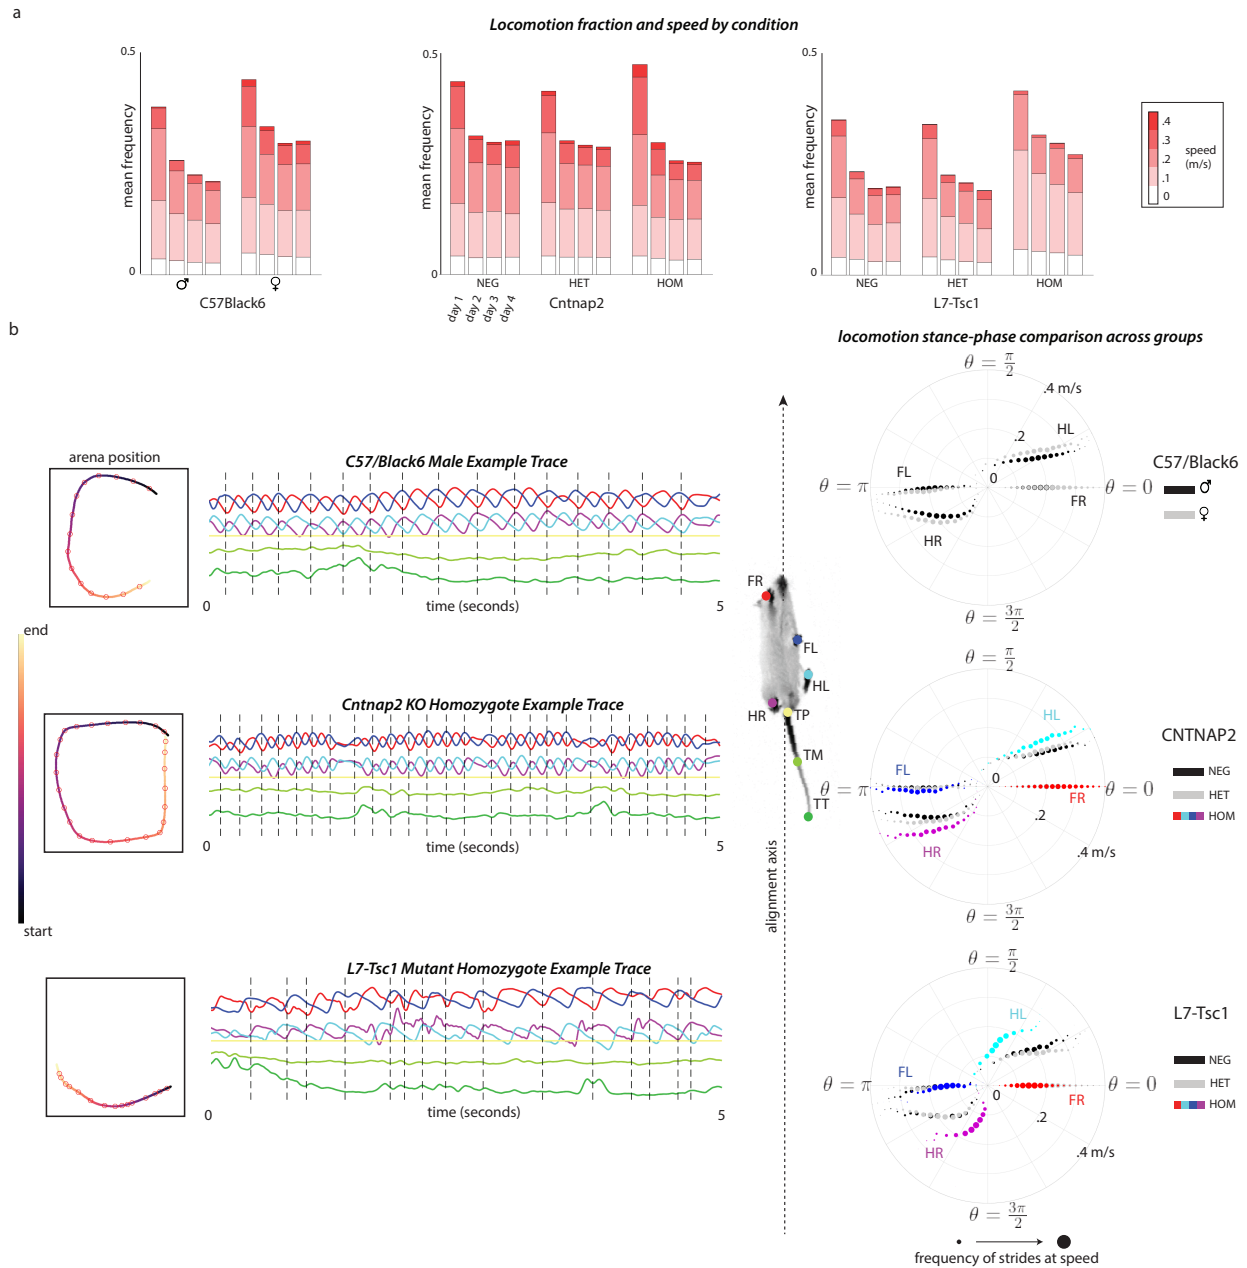 a
Locomotion fraction and speed by condition
0.5
mean frequency
0
♂ ♀
C57Black6
0.5
mean frequency
0
NEG HET HOM
day 1 day 2 day 3 day 4
Cntnap2
0.5
mean frequency
0
NEG HET HOM
L7-Tsc1
.4
.3
.2
.1
0
speed
(m/s)
b
locomotion stance-phase comparison across groups
arena position
C57/Black6 Male Example Trace
0 time (seconds) 5
end
start
Cntnap2 KO Homozygote Example Trace
0 time (seconds) 5
L7-Tsc1 Mutant Homozygote Example Trace
0 time (seconds) 5
FR
FL
HL
HR TP
TM
TT
alignment axis
θ = π/2
.4 m/s
.2
HL
FL
0
θ = π θ = 0
FR
HR
θ = 3π/2
C57/Black6
♂
♀
θ = π/2
HL
FL
0
θ = π θ = 0
FR
.2
HR
.4 m/s
θ = 3π/2
CNTNAP2
NEG
HET
HOM
θ = π/2
HL
FL
θ = π θ = 0
0
FR
.2
HR
.4 m/s
θ = 3π/2
L7-Tsc1
NEG
HET
HOM
frequency of strides at speed